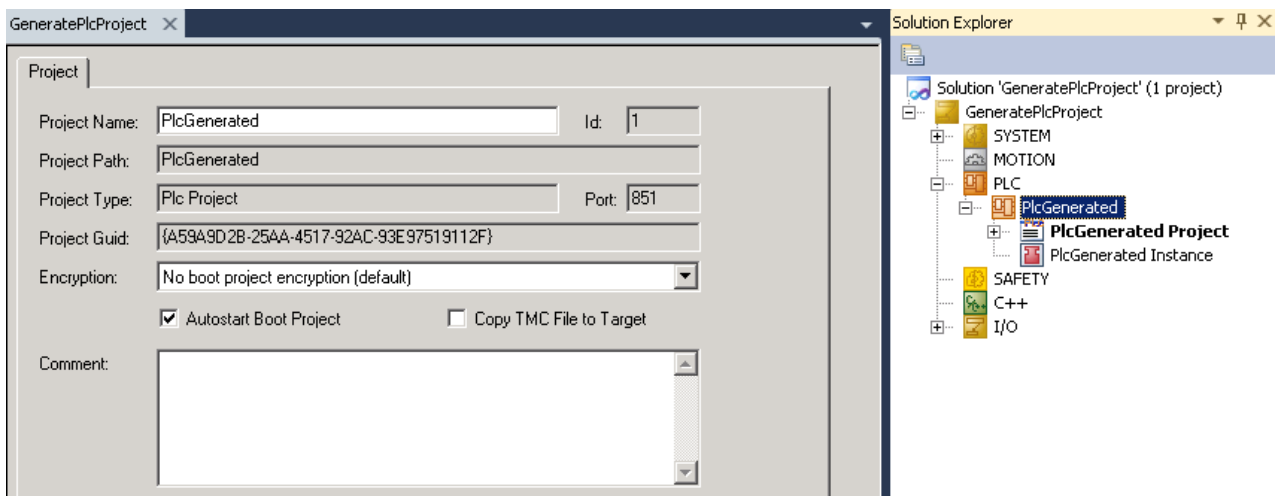 GeneratePlcProject
Project
Project Name: PlcGenerated Id: 1
Project Path: PlcGenerated
Project Type: Plc Project Port: 851
Project Guid: {A59A9D2B-25AA-4517-92AC-93E97519112F}
Encryption: No boot project encryption (default)
Autostart Boot Project Copy TMC File to Target
Comment:
Solution Explorer
Solution 'GeneratePlcProject' (1 project)
GeneratePlcProject
SYSTEM
MOTION
PLC
PlcGenerated
PlcGenerated Project
PlcGenerated Instance
SAFETY
C++
I/O